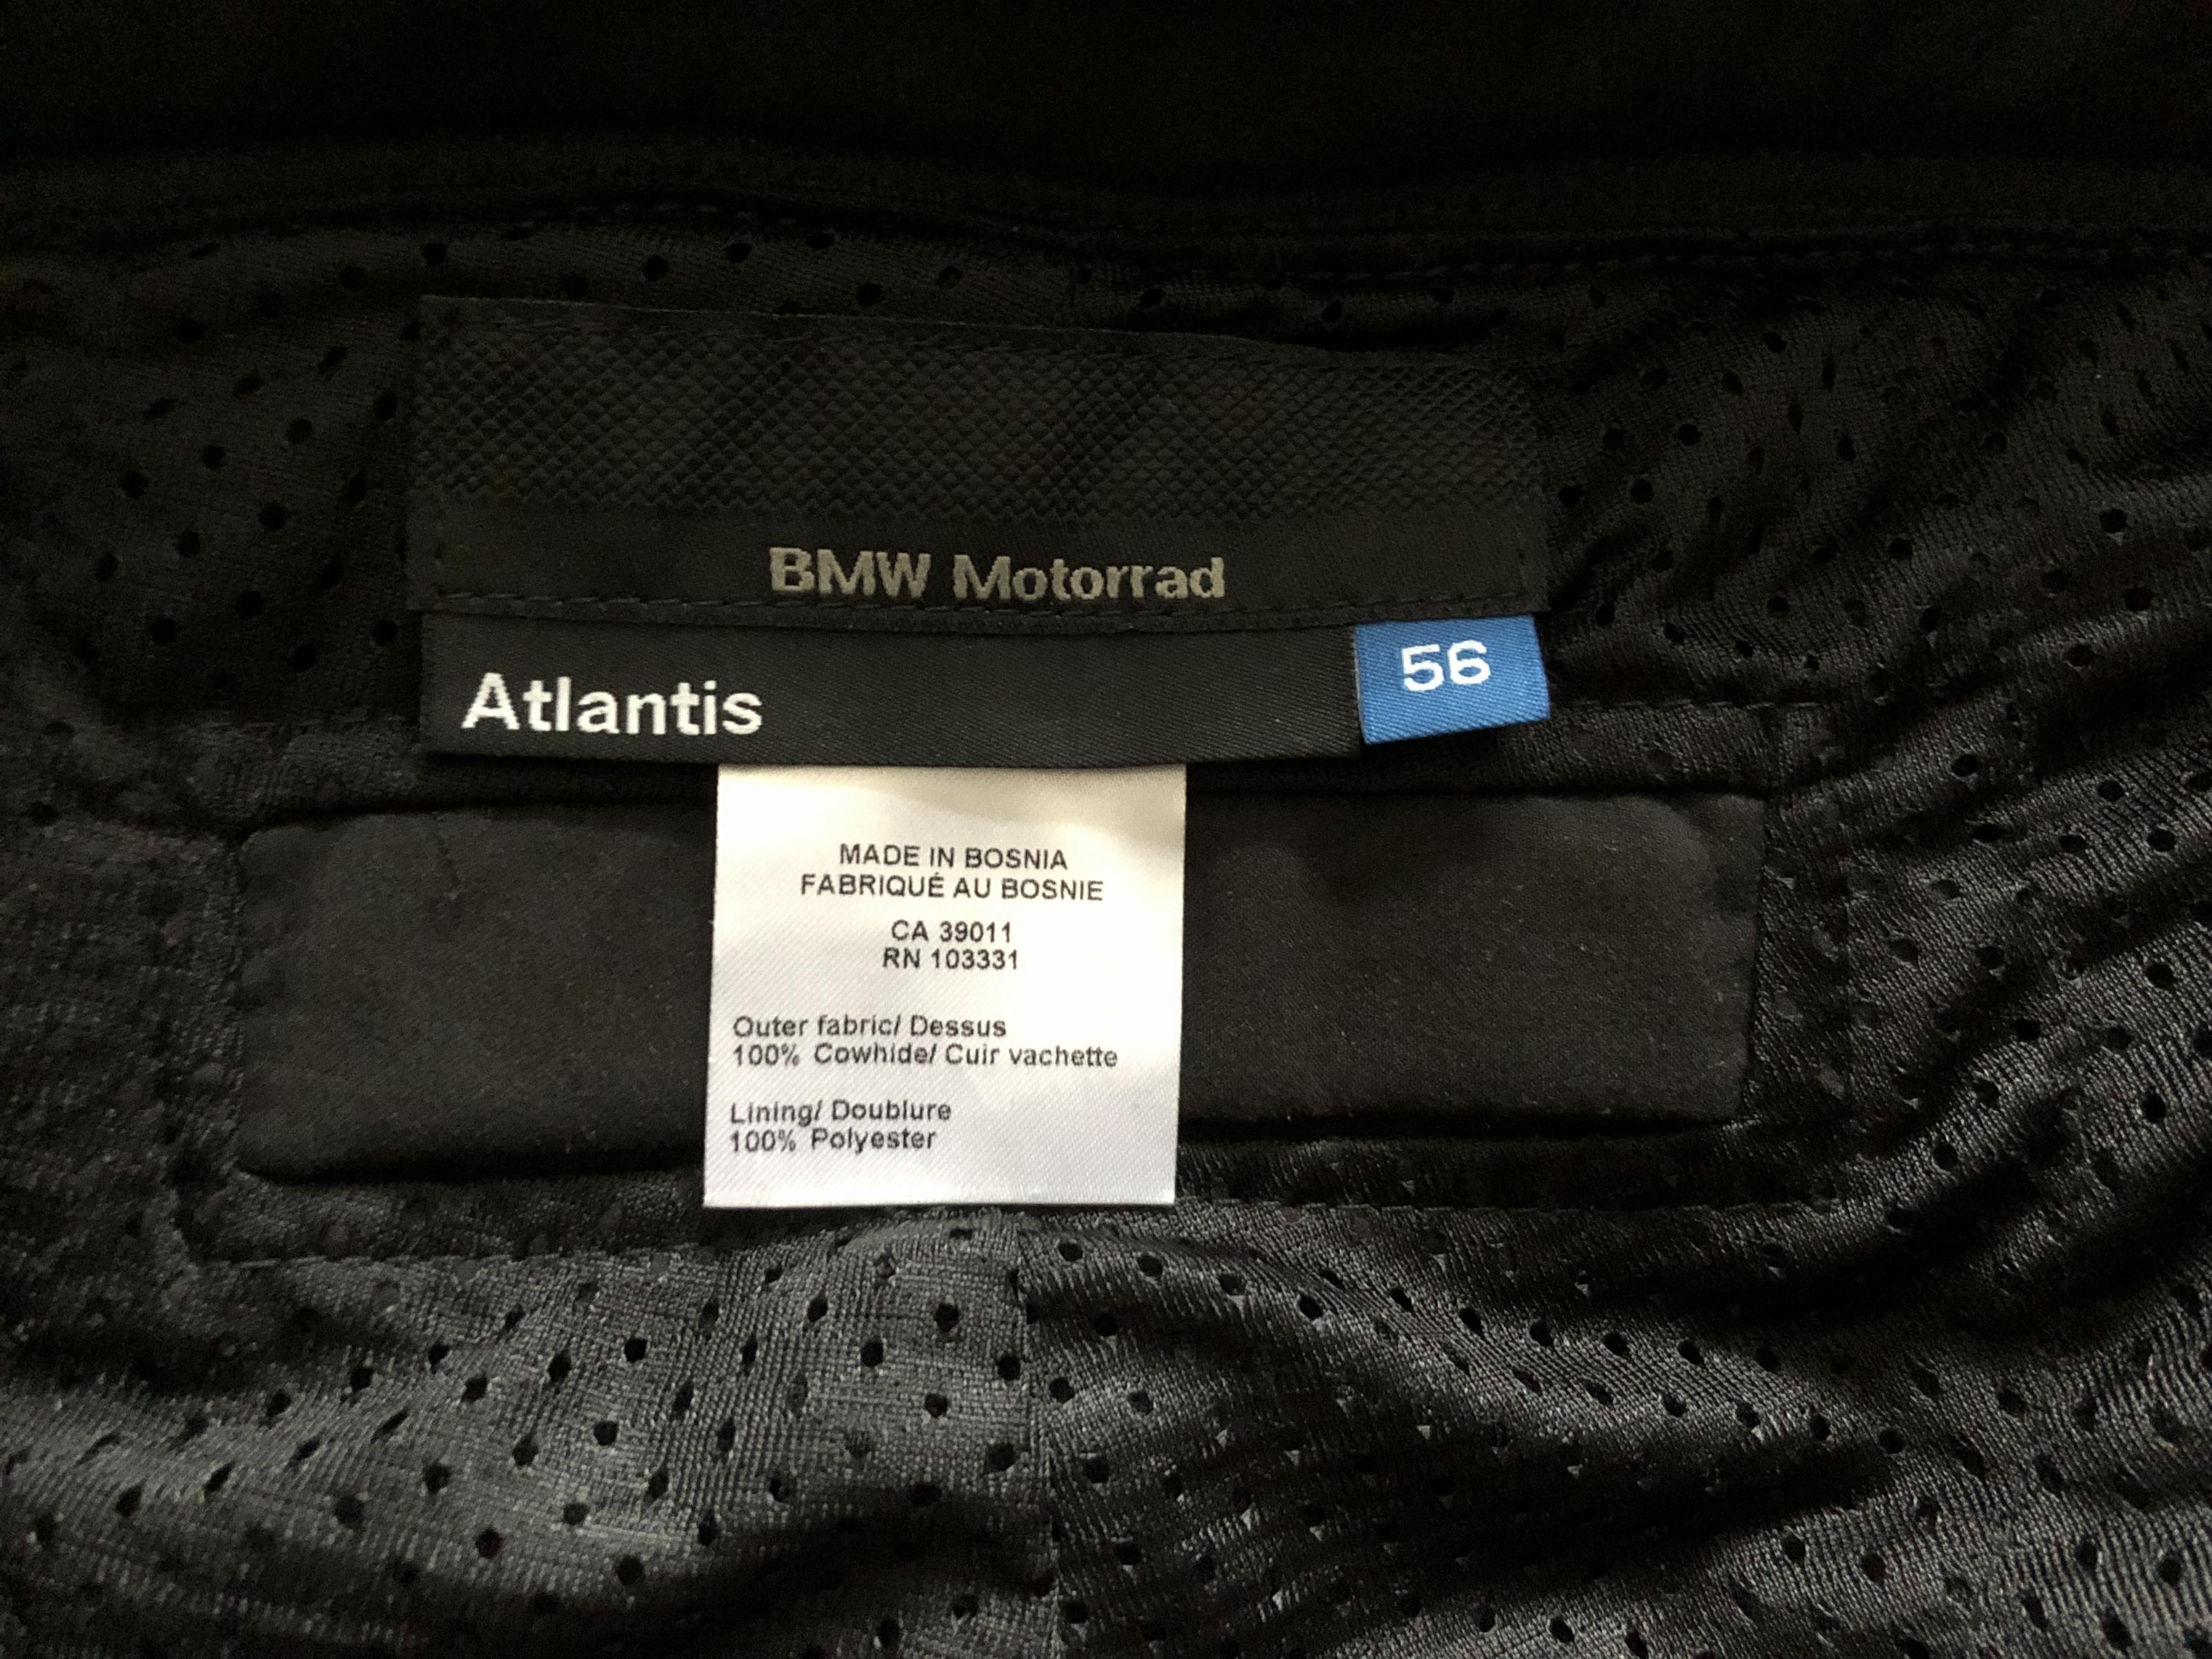 BMW Motorrad
Atlantis
56
MADE IN BOSNIA
FABRIQUÉ AU BOSNIE
CA 39011
RN 103331
Outer fabric/ Dessus
100% Cowhide/ Cuir vachette
Lining/ Doublure
100% Polyester